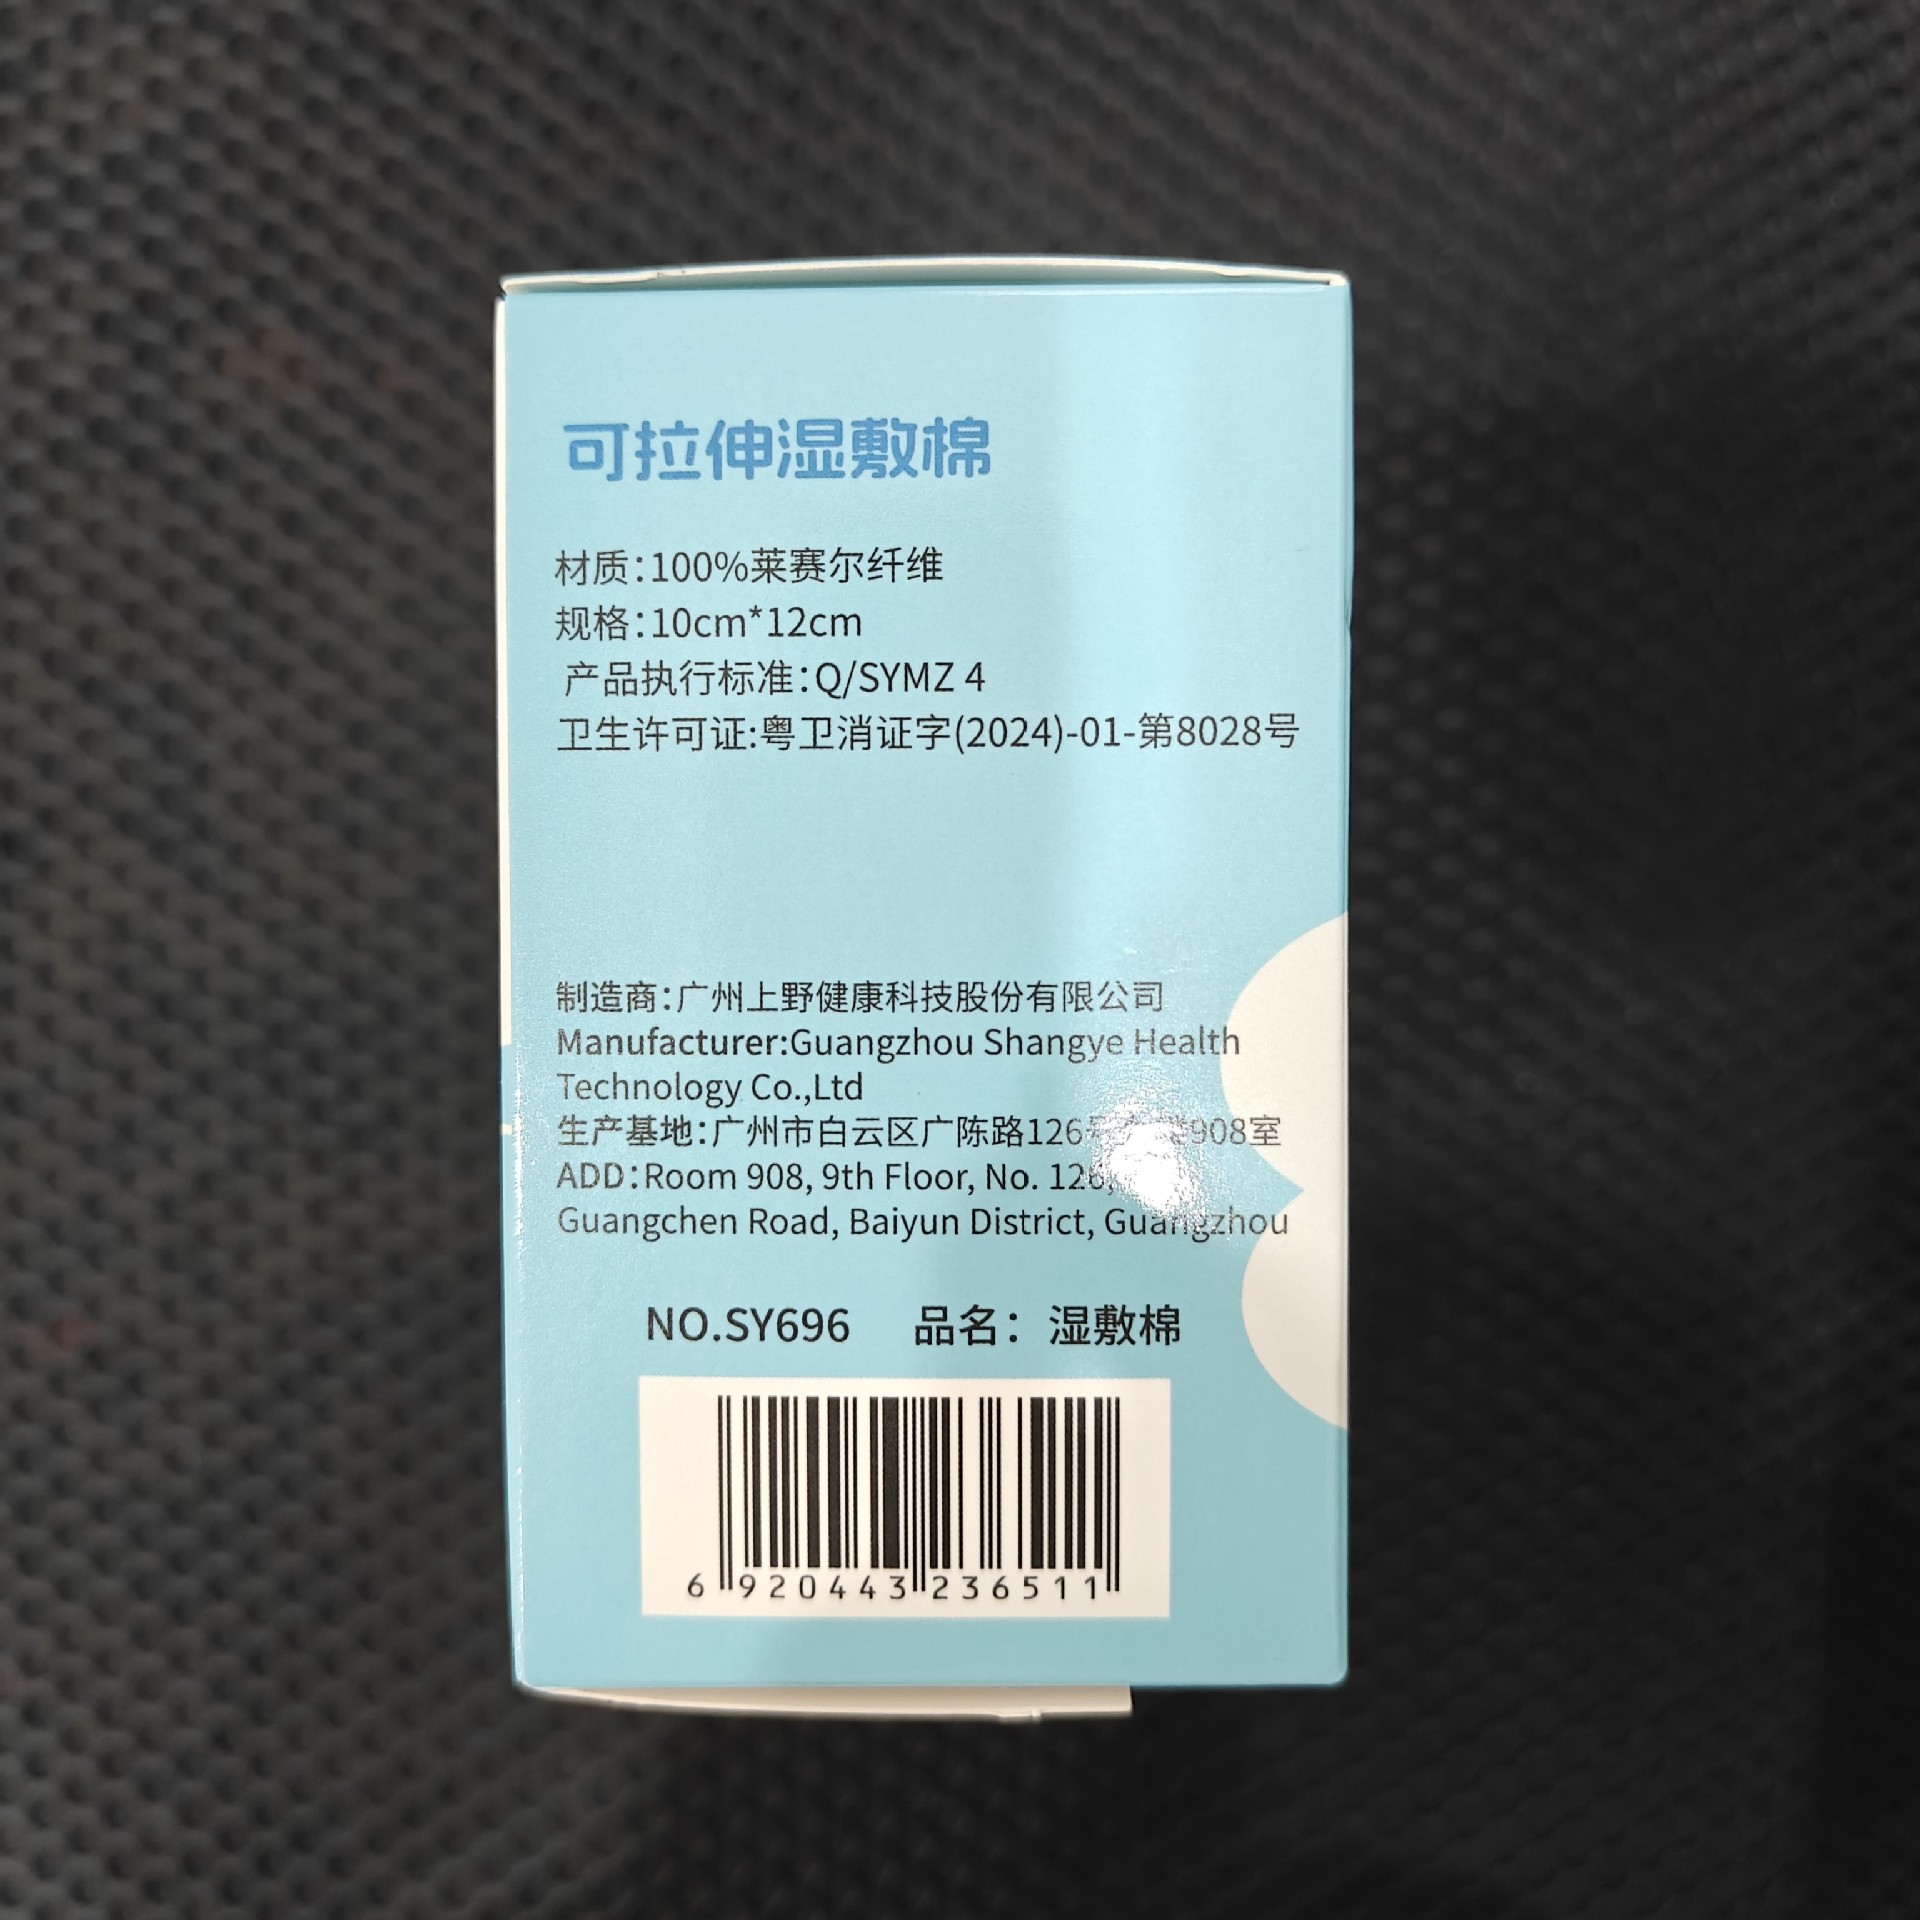 可拉伸湿敷棉
材质：100%莱赛尔纤维
规格：10cm*12cm
产品执行标准：Q/SYMZ 4
卫生许可证:粤卫消证字(2024)-01-第8028号
制造商：广州上野健康科技股份有限公司
Manufacturer:Guangzhou Shangye Health
Technology Co.,Ltd
生产基地：广州市白云区广陈路126号 908室
ADD：Room 908, 9th Floor, No. 126,
Guangchen Road, Baiyun District, Guangzhou
NO.SY696 品名：湿敷棉
6 920443 236511